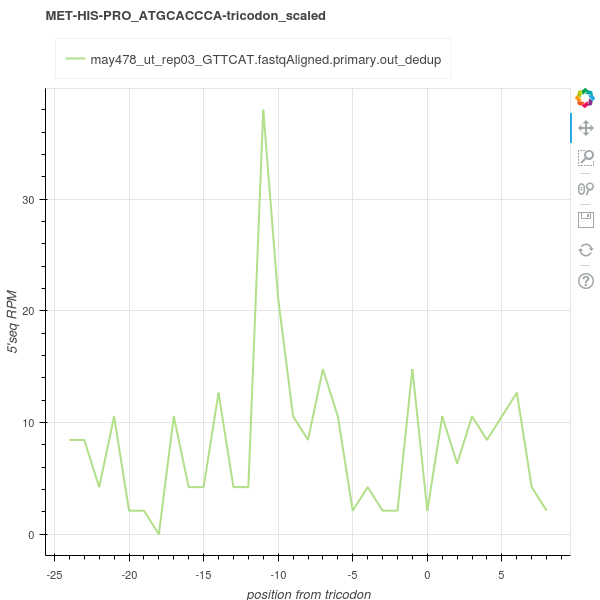 MET-HIS-PRO_ATGCACCCA-tricodon_scaled
may478_ut_rep03_GTTCAT.fastqAligned.primary.out_dedup
30
20
10
0
5'seq RPM
-25 -20 -15 -10 -5 0 5
position from tricodon